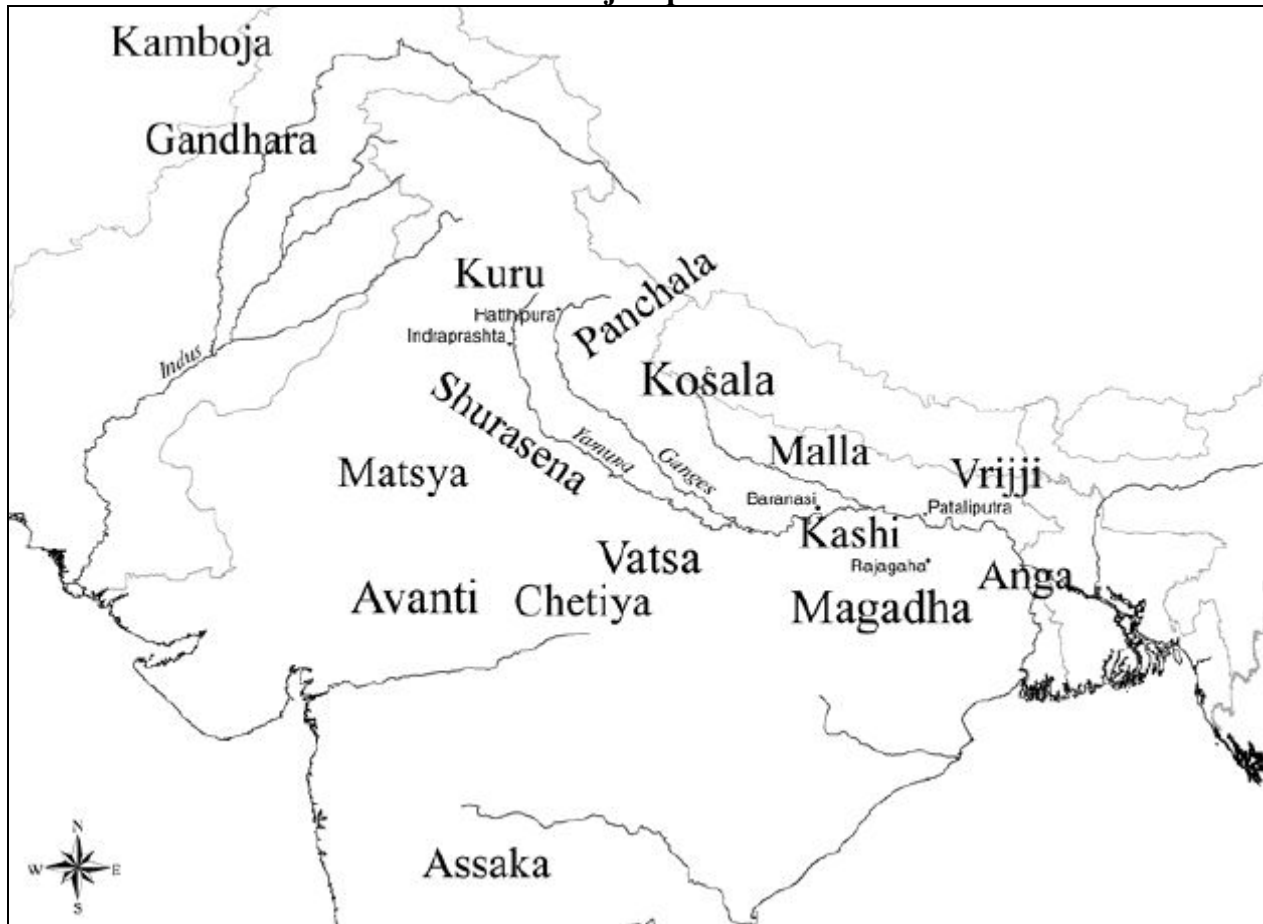 Kamboja
Gandhara
Kuru
Panchala
Hatthipura
Indraprashta
Indus
Kosala
Shurasena
Malla
Yamuna
Ganges
Matsya
Vrijji
Baranasi
Pataliputra
Kashi
Vatsa
Rajagaha
Anga
Avanti
Chetiya
Magadha
Assaka
N
W
E
S